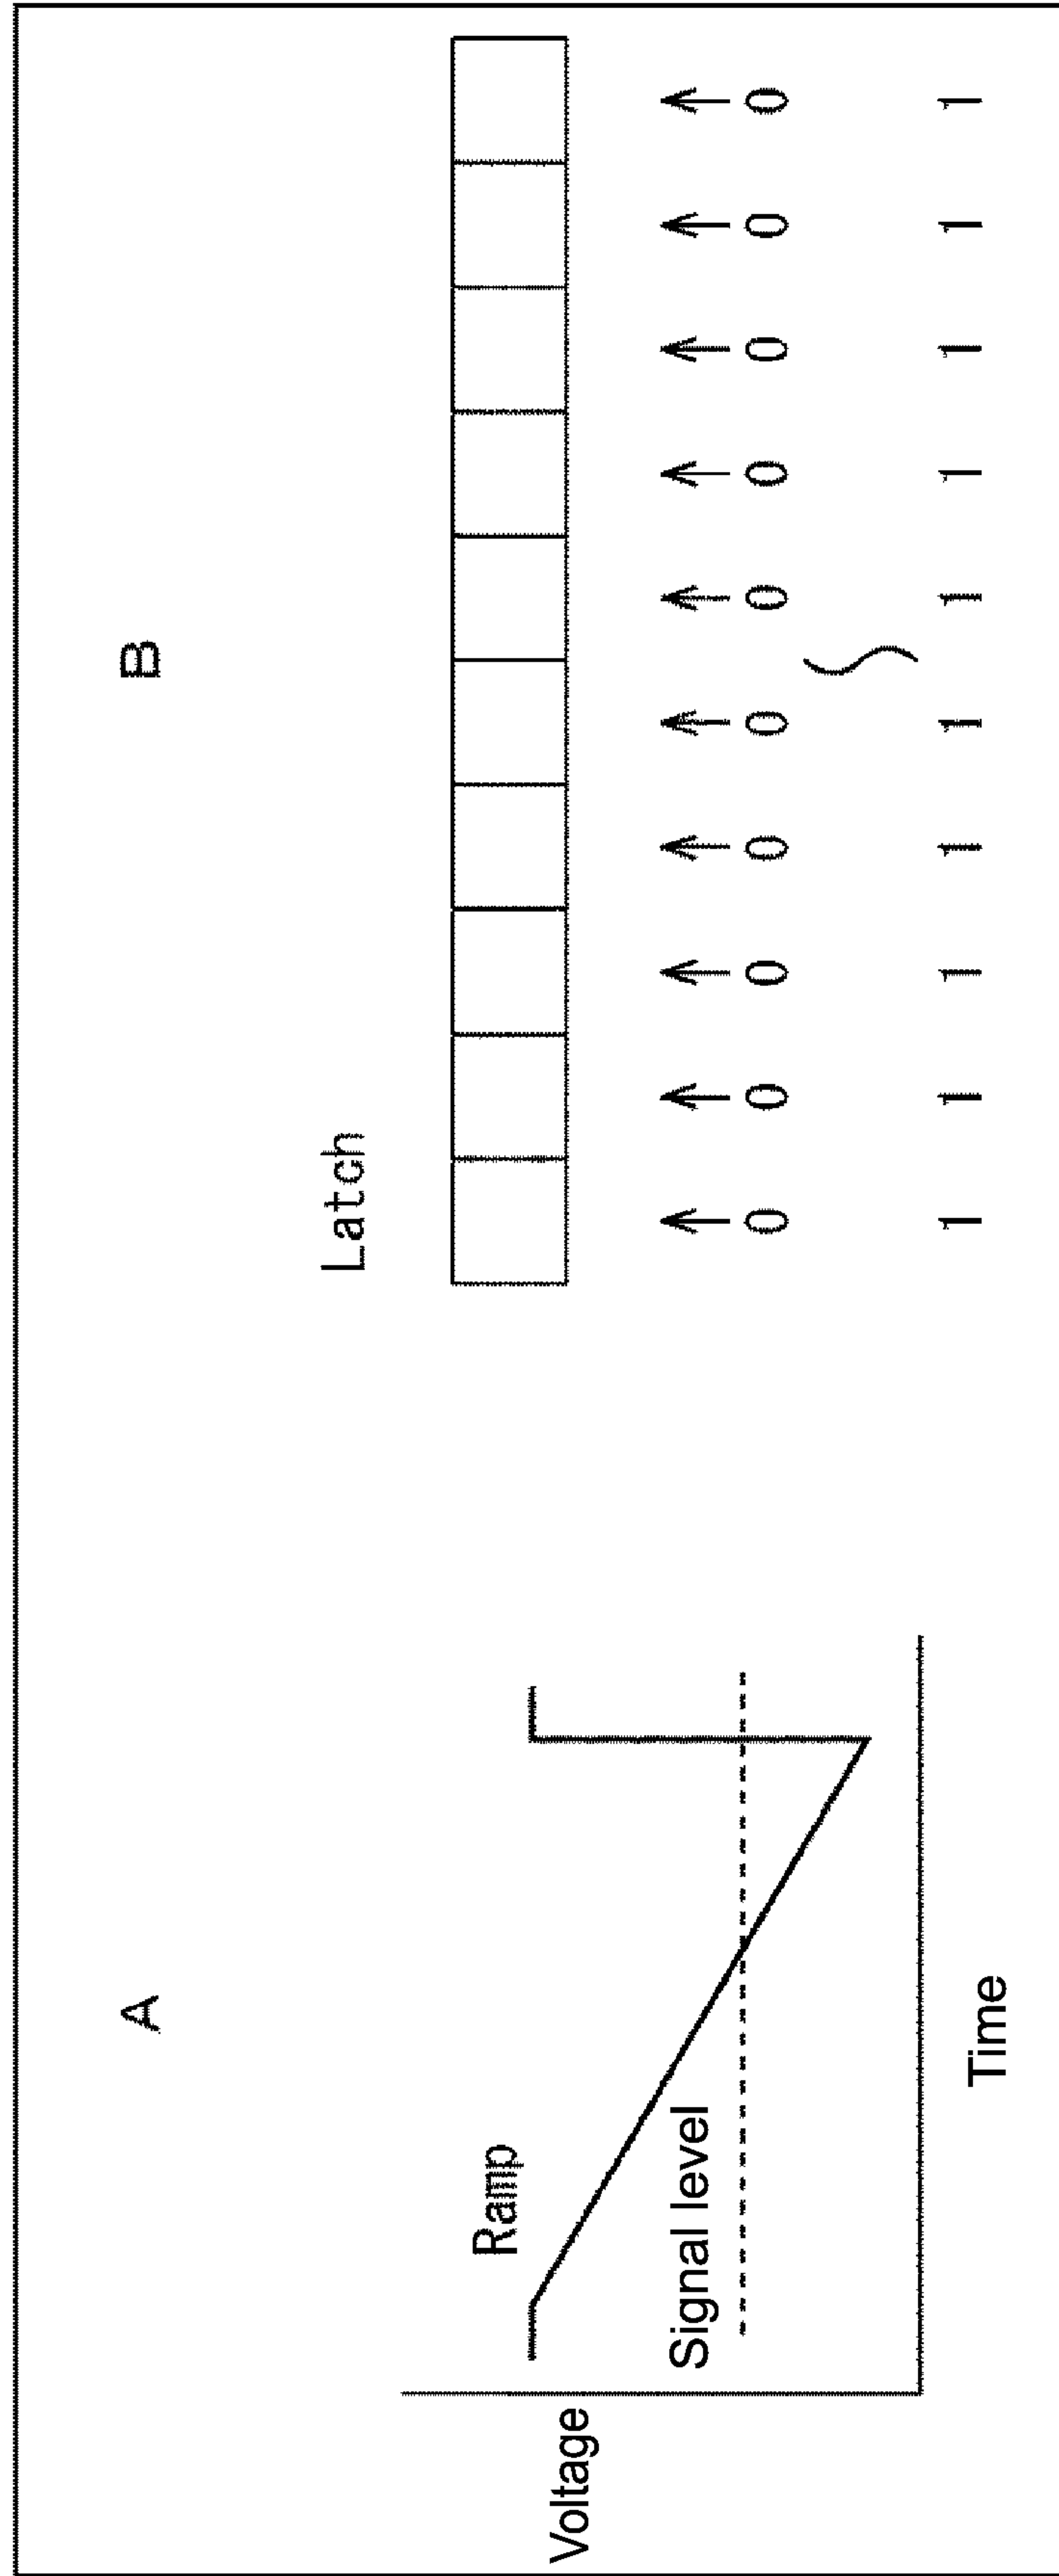 A
Voltage
Ramp
Signal level
Time
B
Latch
0 0 0 0 0 0 0 0 0 0
1 1 1 1 1 1 1 1 1 1